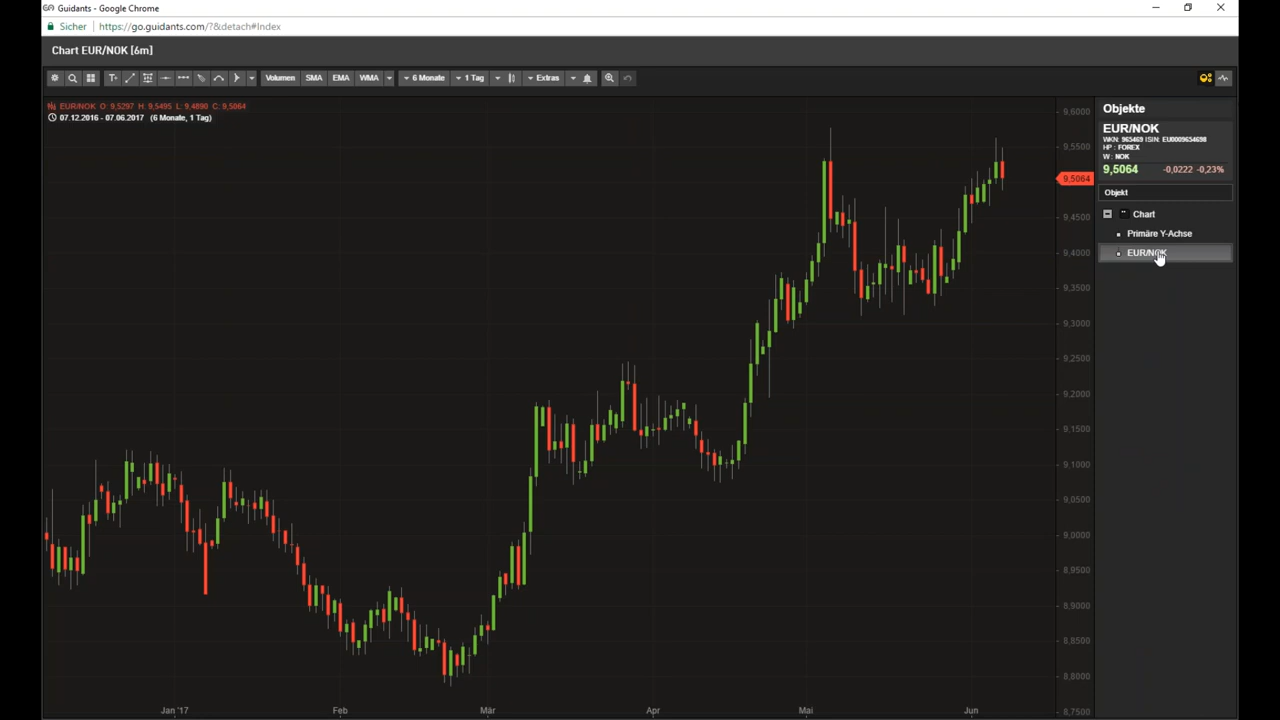 Guidants - Google Chrome
Sicher https://go.guidants.com/?&detach#Index
Chart EUR/NOK [6m]
T+ Volumen SMA EMA WMA 6 Monate 1 Tag Extras
EUR/NOK O: 9,5297 H: 9,5495 L: 9,4890 C: 9,5064
07.12.2016 - 07.06.2017 (6 Monate, 1 Tag)
9,6000
9,5500
9,5064
9,4500
9,4000
9,3500
9,3000
9,2500
9,2000
9,1500
9,1000
9,0500
9,0000
8,9500
8,9000
8,8500
8,8000
8,7500
Jan '17 Feb Mär Apr Mai Jun
Objekte
EUR/NOK
WKN: 965469 ISIN: EU0009654698
HP : FOREX
W : NOK
9,5064 -0,0222 -0,23%
Objekt
Chart
Primäre Y-Achse
EUR/NOK